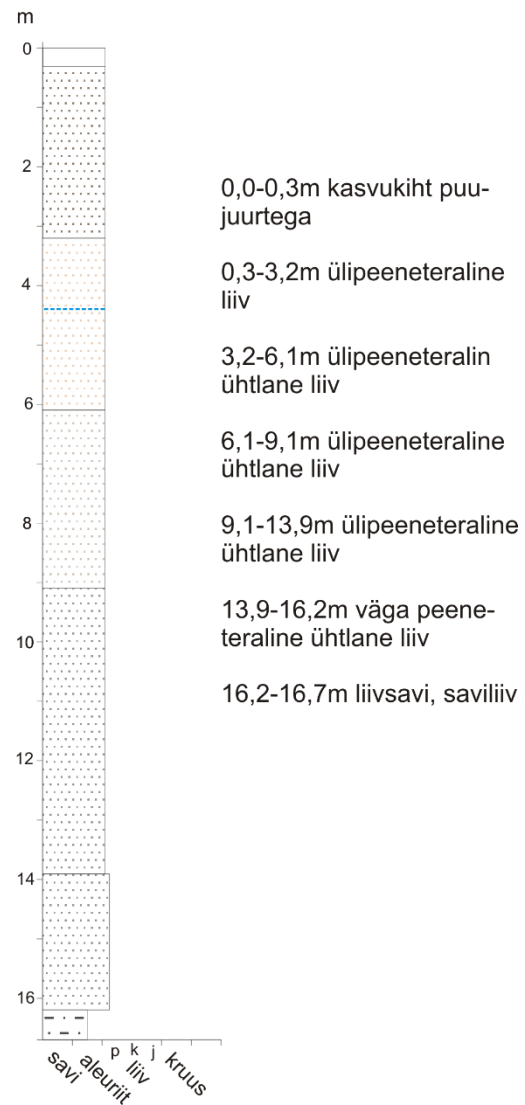 m
0
2
0,0-0,3m kasvukiht puu-
juurtega
4
0,3-3,2m ülipeeneteraline
liiv
3,2-6,1m ülipeeneteralin
ühtlane liiv
6
6,1-9,1m ülipeeneteraline
ühtlane liiv
8
9,1-13,9m ülipeeneteraline
ühtlane liiv
10
13,9-16,2m väga peene-
teraline ühtlane liiv
16,2-16,7m liivsavi, saviliiv
12
14
16
savi
aleuriit
p k j
liiv
kruus